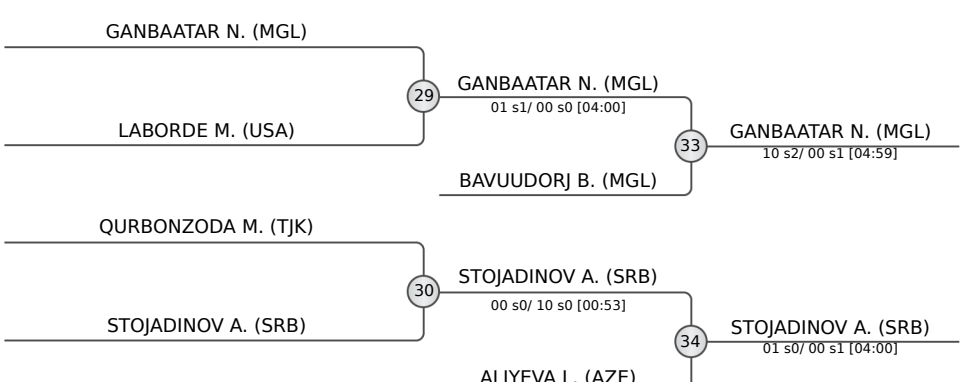 GANBAATAR N. (MGL)
29
GANBAATAR N. (MGL)
01 s1/ 00 s0 [04:00]
LABORDE M. (USA)
33
GANBAATAR N. (MGL)
10 s2/ 00 s1 [04:59]
BAVUUDORJ B. (MGL)
QURBONZODA M. (TJK)
30
STOJADINOV A. (SRB)
00 s0/ 10 s0 [00:53]
STOJADINOV A. (SRB)
34
STOJADINOV A. (SRB)
01 s0/ 00 s1 [04:00]
ALIYEVA L. (AZE)